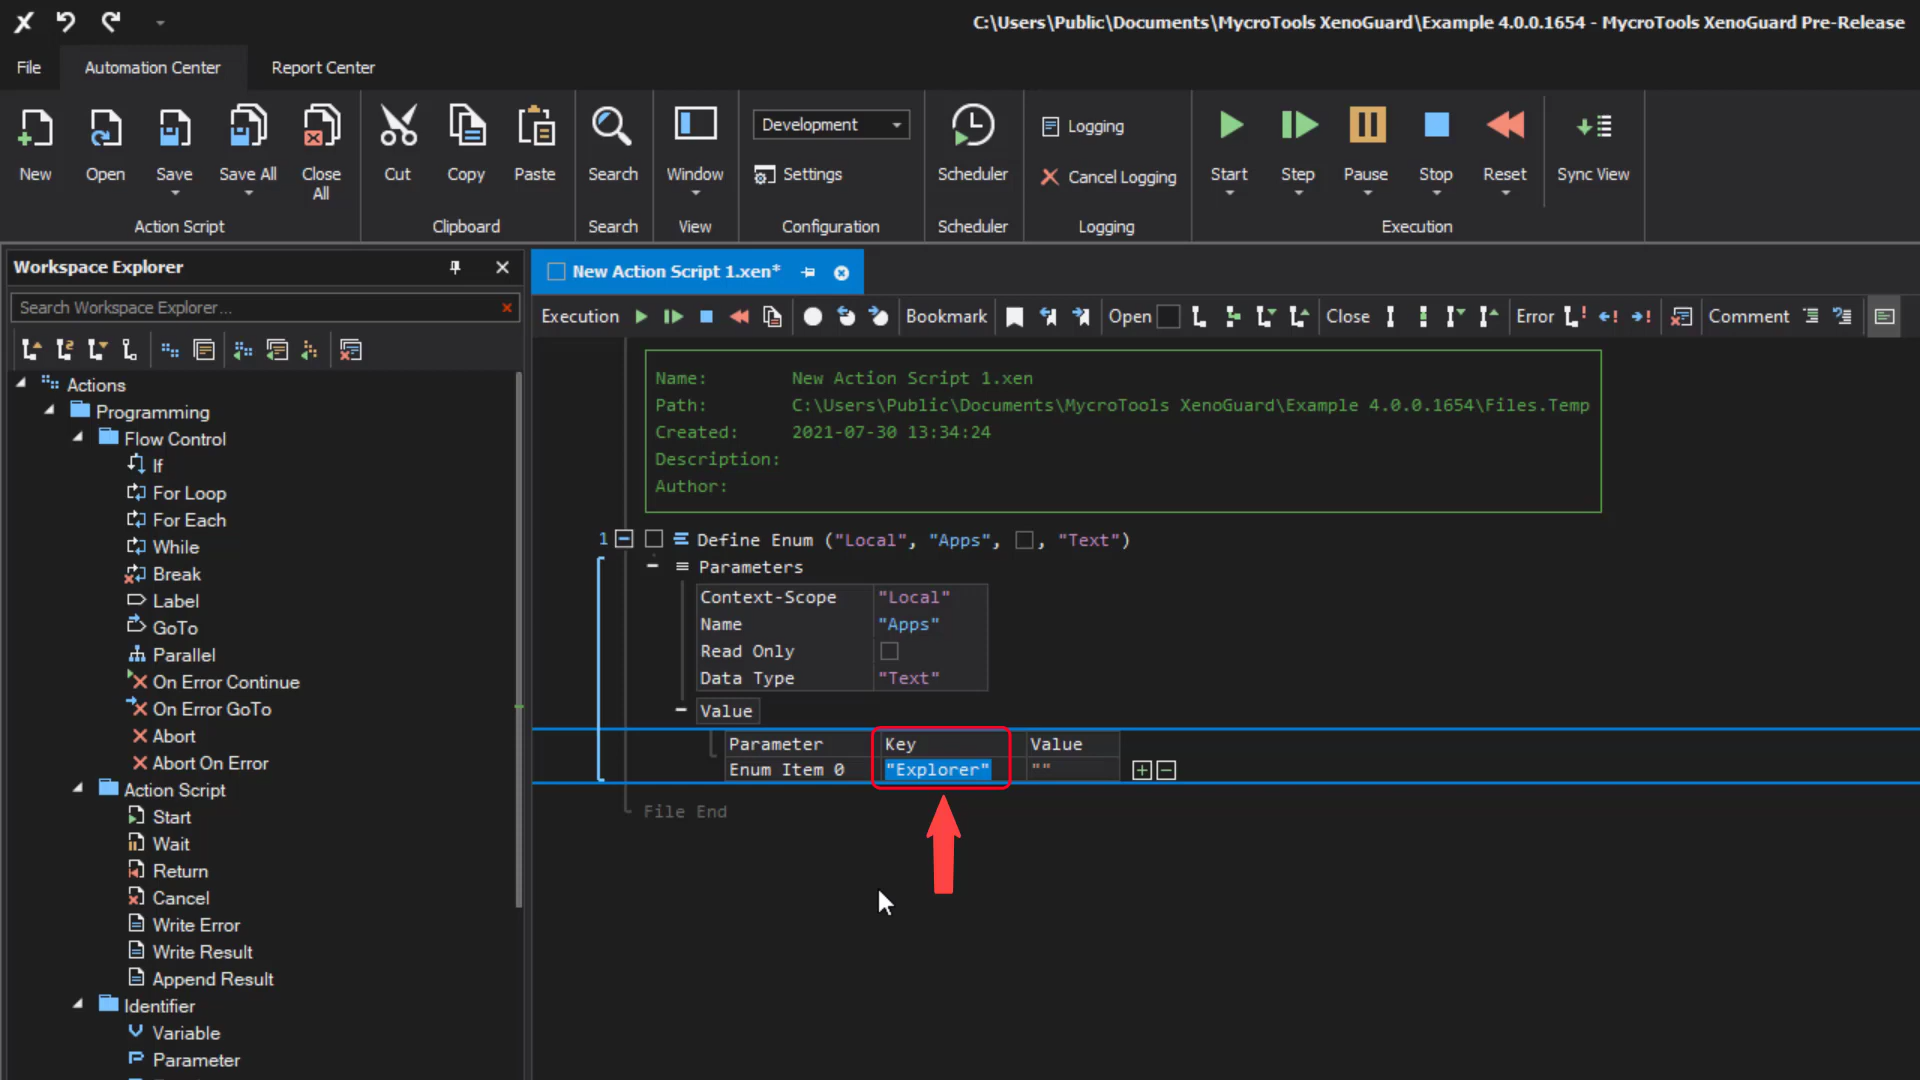 C:\Users\Public\Documents\MycroTools XenoGuard\Example 4.0.0.1654 - MycroTools XenoGuard Pre-Release
File Automation Center Report Center
New Open Save Save All Close All Cut Copy Paste Search Window Development Settings Scheduler Logging Cancel Logging Start Step Pause Stop Reset Sync View
Action Script Clipboard Search View Configuration Scheduler Logging Execution
Workspace Explorer
Search Workspace Explorer...
Actions
Programming
Flow Control
If
For Loop
For Each
While
Break
Label
GoTo
Parallel
On Error Continue
On Error GoTo
Abort
Abort On Error
Action Script
Start
Wait
Return
Cancel
Write Error
Write Result
Append Result
Identifier
Variable
Parameter
New Action Script 1.xen*
Execution Bookmark Open Close Error Comment
Name: New Action Script 1.xen
Path: C:\Users\Public\Documents\MycroTools XenoGuard\Example 4.0.0.1654\Files.Temp
Created: 2021-07-30 13:34:24
Description:
Author:
1 Define Enum ("Local", "Apps", , "Text")
Parameters
Context-Scope "Local"
Name "Apps"
Read Only
Data Type "Text"
Value
Parameter Key Value
Enum Item 0 "Explorer" ""
File End